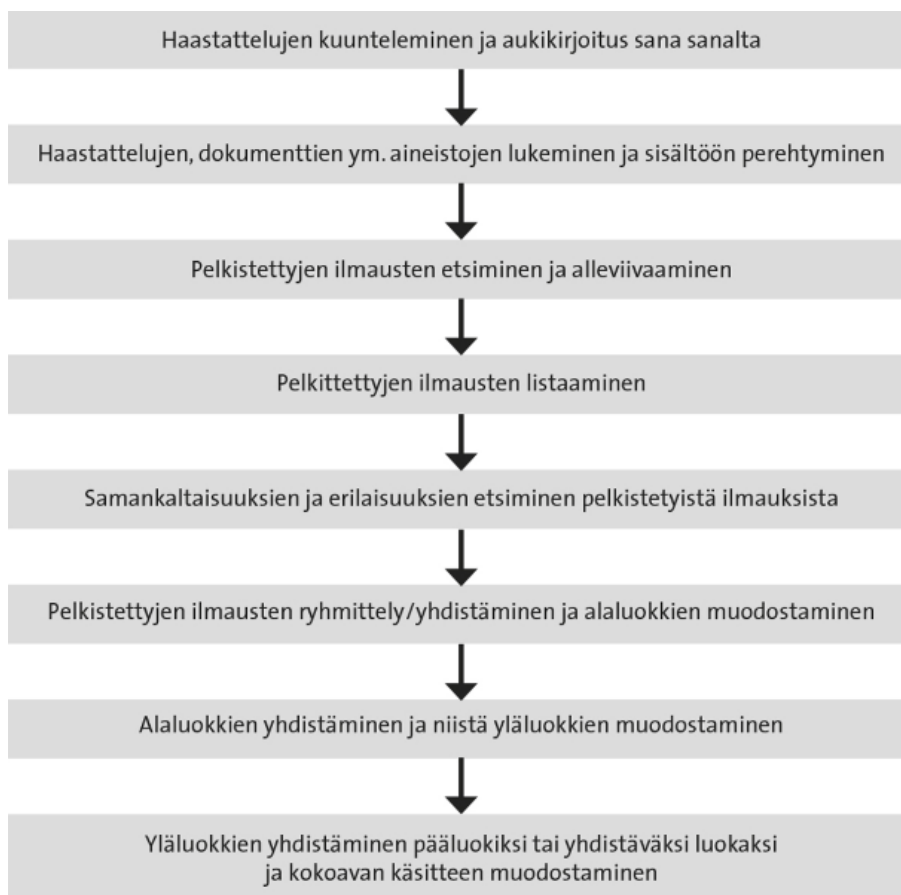 Haastattelujen kuunteleminen ja aukikirjoitus sana sanalta
Haastattelujen, dokumenttien ym. aineistojen lukeminen ja sisältöön perehtyminen
Pelkistettyjen ilmausten etsiminen ja alleviivaaminen
Pelkittettyjen ilmausten listaaminen
Samankaltaisuuksien ja erilaisuuksien etsiminen pelkistetyistä ilmauksista
Pelkistettyjen ilmausten ryhmittely/yhdistäminen ja alaluokkien muodostaminen
Alaluokkien yhdistäminen ja niistä yläluokkien muodostaminen
Yläluokkien yhdistäminen pääluokiksi tai yhdistäväksi luokaksi
ja kokoavan käsitteen muodostaminen